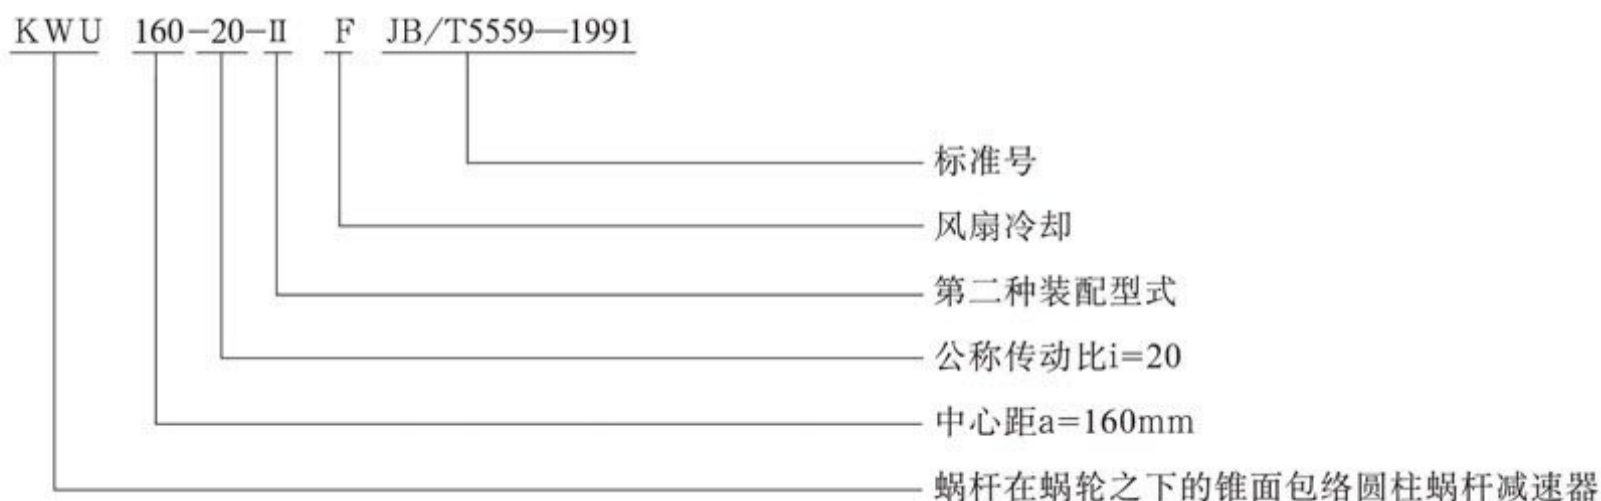 KWU 160-20-Ⅱ F JB/T5559—1991
标准号
风扇冷却
第二种装配型式
公称传动比i=20
中心距a=160mm
蜗杆在蜗轮之下的锥面包络圆柱蜗杆减速器